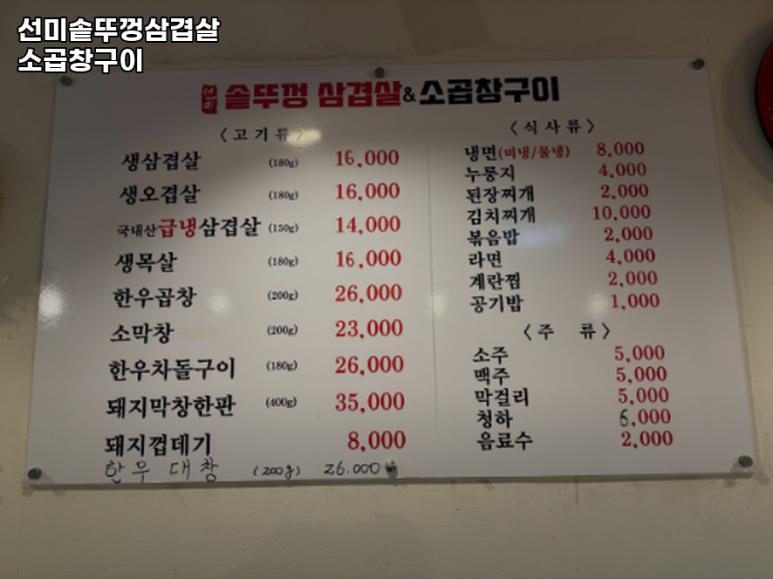 선미솥뚜껑삼겹살
소곱창구이
선미 솥뚜껑 삼겹살&소곱창구이
〈고기류〉
생삼겹살 (180g) 16,000
생오겹살 (180g) 16,000
국내산급냉삼겹살 (150g) 14,000
생목살 (180g) 16,000
한우곱창 (200g) 26,000
소막창 (200g) 23,000
한우차돌구이 (180g) 26,000
돼지막창한판 (400g) 35,000
돼지껍데기 8,000
한우대창 (200g) 26.000
〈식사류〉
냉면(비냉/물냉) 8,000
누룽지 4,000
된장찌개 2,000
김치찌개 10,000
볶음밥 2,000
라면 4,000
계란찜 2,000
공기밥 1,000
〈주 류〉
소주 5,000
맥주 5,000
막걸리 5,000
청하 6,000
음료수 2,000